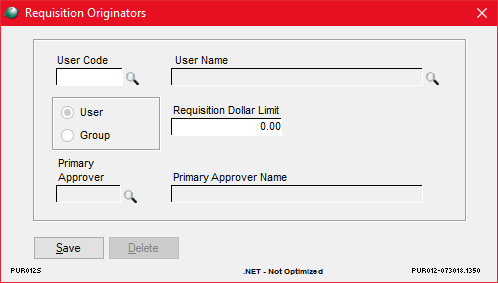 Requisition Originators
User Code User Name
User
Group
Requisition Dollar Limit
0.00
Primary
Approver
Primary Approver Name
Save Delete
PUR012S .NET - Not Optimized PUR012-073018.1350